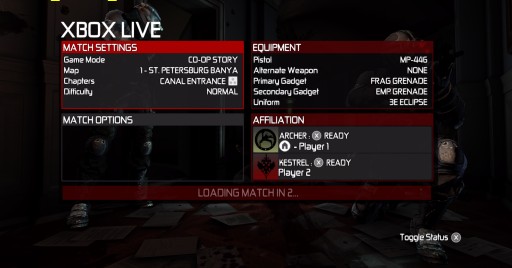 XBOX LIVE
MATCH SETTINGS
Game Mode CO-OP STORY
Map 1 - ST. PETERSBURG BANYA
Chapters CANAL ENTRANCE
Difficulty NORMAL
MATCH OPTIONS
EQUIPMENT
Pistol MP-446
Alternate Weapon NONE
Primary Gadget FRAG GRENADE
Secondary Gadget EMP GRENADE
Uniform 3E ECLIPSE
AFFILIATION
ARCHER: X READY
- Player 1
KESTREL: X READY
Player 2
LOADING MATCH IN 2...
Toggle Status X